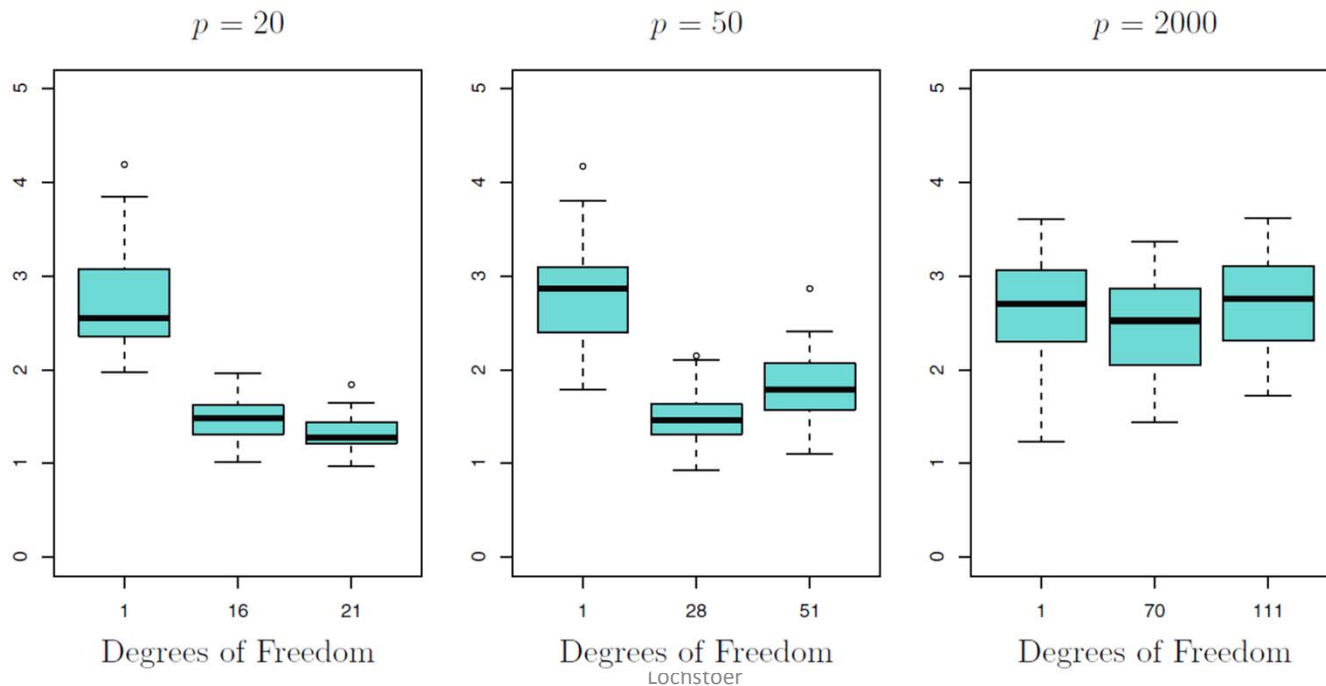 p = 20
p = 50
p = 2000
5
4
3
2
1
0
1 16 21
Degrees of Freedom
5
4
3
2
1
0
1 28 51
Degrees of Freedom
5
4
3
2
1
0
1 70 111
Degrees of Freedom
Lochstoer